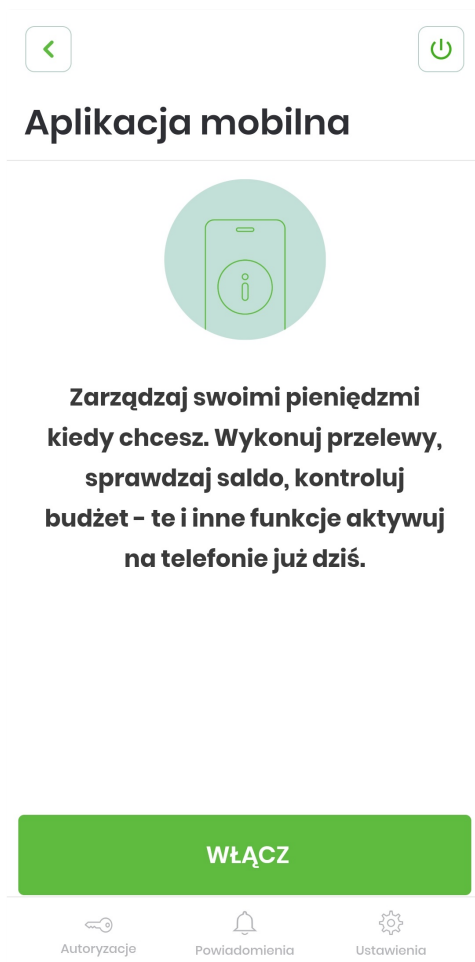 Aplikacja mobilna
Zarządzaj swoimi pieniędzmi
kiedy chcesz. Wykonuj przelewy,
sprawdzaj saldo, kontroluj
budżet – te i inne funkcje aktywuj
na telefonie już dziś.
WŁĄCZ
Autoryzacje Powiadomienia Ustawienia